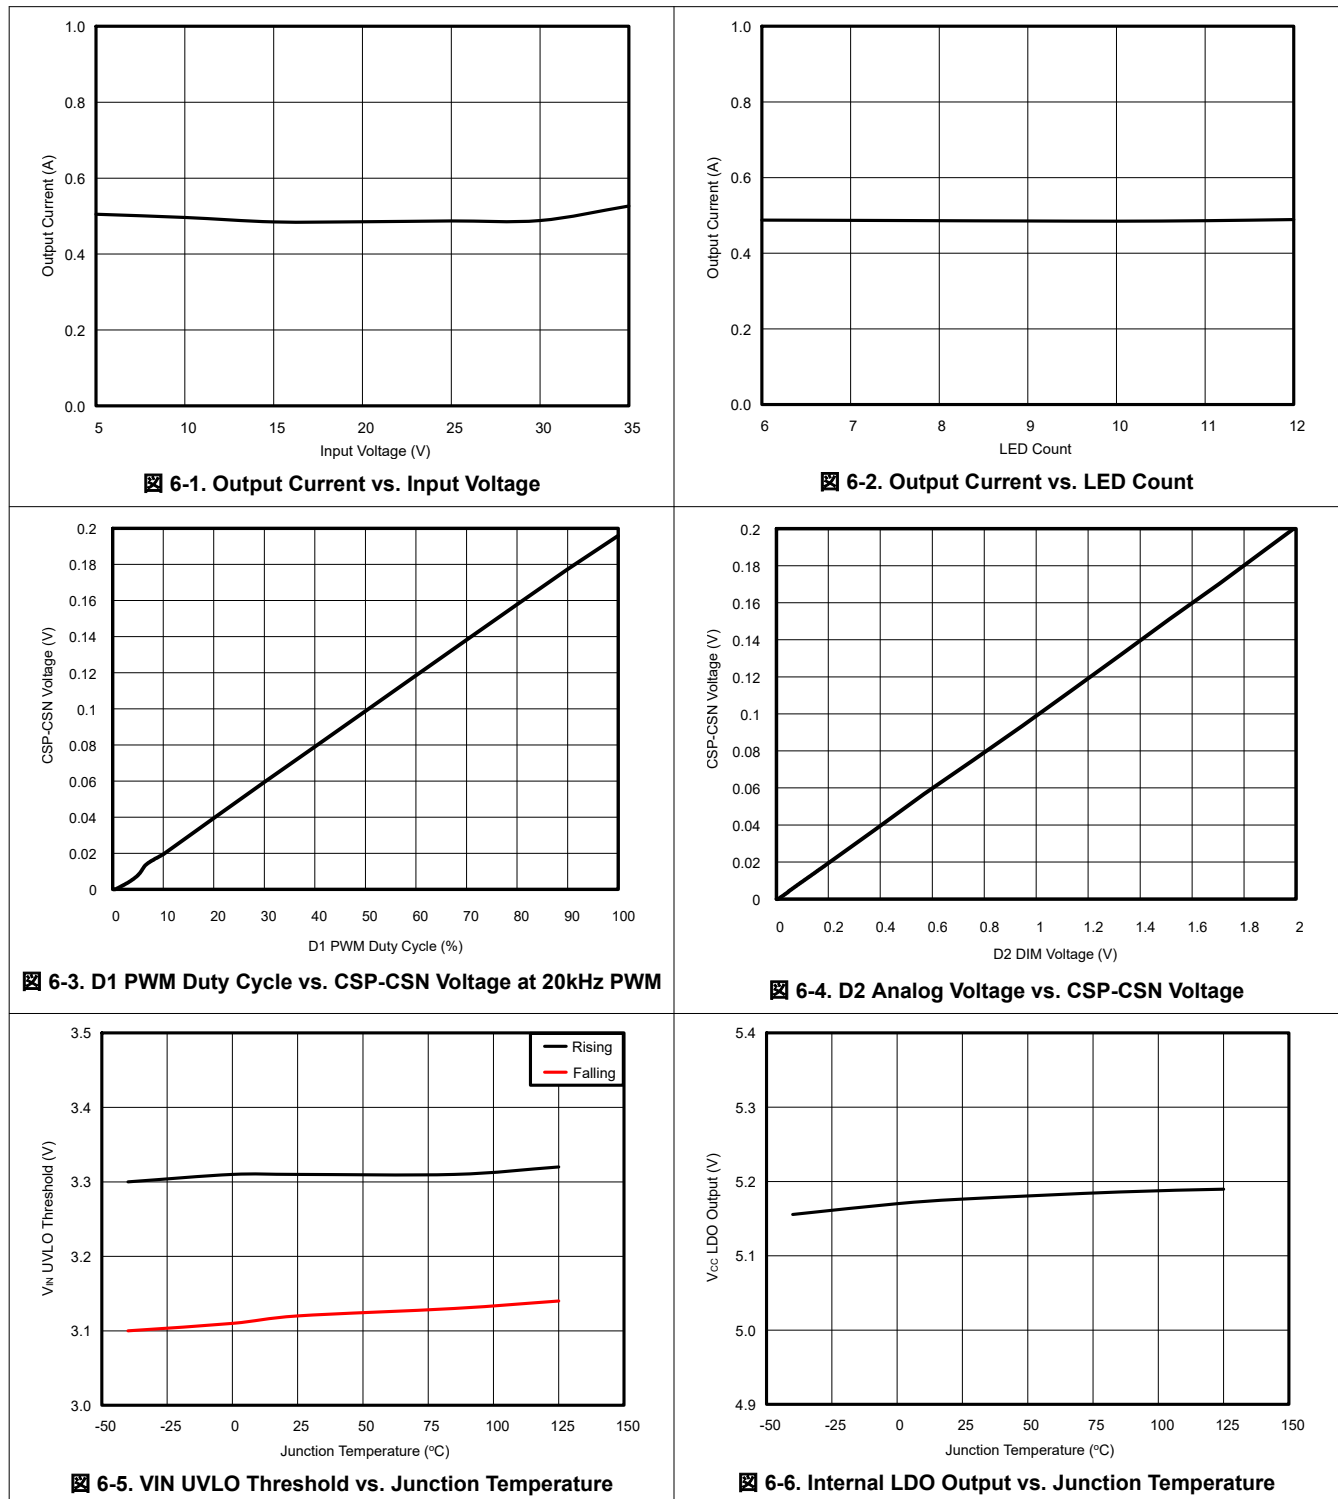 1.0
0.8
0.6
0.4
0.2
0.0
Output Current (A)
5 10 15 20 25 30 35
Input Voltage (V)
図 6-1. Output Current vs. Input Voltage
1.0
0.8
0.6
0.4
0.2
0.0
Output Current (A)
6 7 8 9 10 11 12
LED Count
図 6-2. Output Current vs. LED Count
0.2
0.18
0.16
0.14
0.12
0.1
0.08
0.06
0.04
0.02
0
CSP-CSN Voltage (V)
0 10 20 30 40 50 60 70 80 90 100
D1 PWM Duty Cycle (%)
図 6-3. D1 PWM Duty Cycle vs. CSP-CSN Voltage at 20kHz PWM
0.2
0.18
0.16
0.14
0.12
0.1
0.08
0.06
0.04
0.02
0
CSP-CSN Voltage (V)
0 0.2 0.4 0.6 0.8 1 1.2 1.4 1.6 1.8 2
D2 DIM Voltage (V)
図 6-4. D2 Analog Voltage vs. CSP-CSN Voltage
3.5
3.4
3.3
3.2
3.1
3.0
VIN UVLO Threshold (V)
Rising
Falling
-50 -25 0 25 50 75 100 125 150
Junction Temperature (°C)
図 6-5. VIN UVLO Threshold vs. Junction Temperature
5.4
5.3
5.2
5.1
5.0
4.9
VCC LDO Output (V)
-50 -25 0 25 50 75 100 125 150
Junction Temperature (°C)
図 6-6. Internal LDO Output vs. Junction Temperature